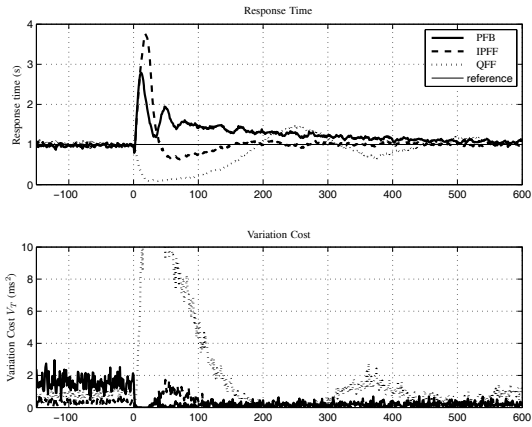 Response Time
Response time (s)
4
3
2
1
0
PFB
IPFF
QFF
reference
−100 0 100 200 300 400 500 600
Variation Cost
Variation Cost V_T (ms²)
10
8
6
4
2
0
−100 0 100 200 300 400 500 600